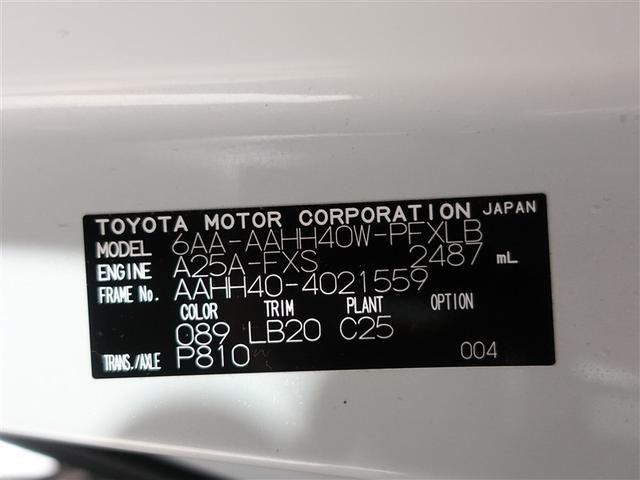 TOYOTA MOTOR CORPORATION JAPAN
MODEL 6AA-AAHH40W-PFXLB
ENGINE A25A-FXS 2487 mL
FRAME No. AAHH40-4021559
COLOR TRIM PLANT OPTION
089 LB20 C25
TRANS./AXLE P810 004